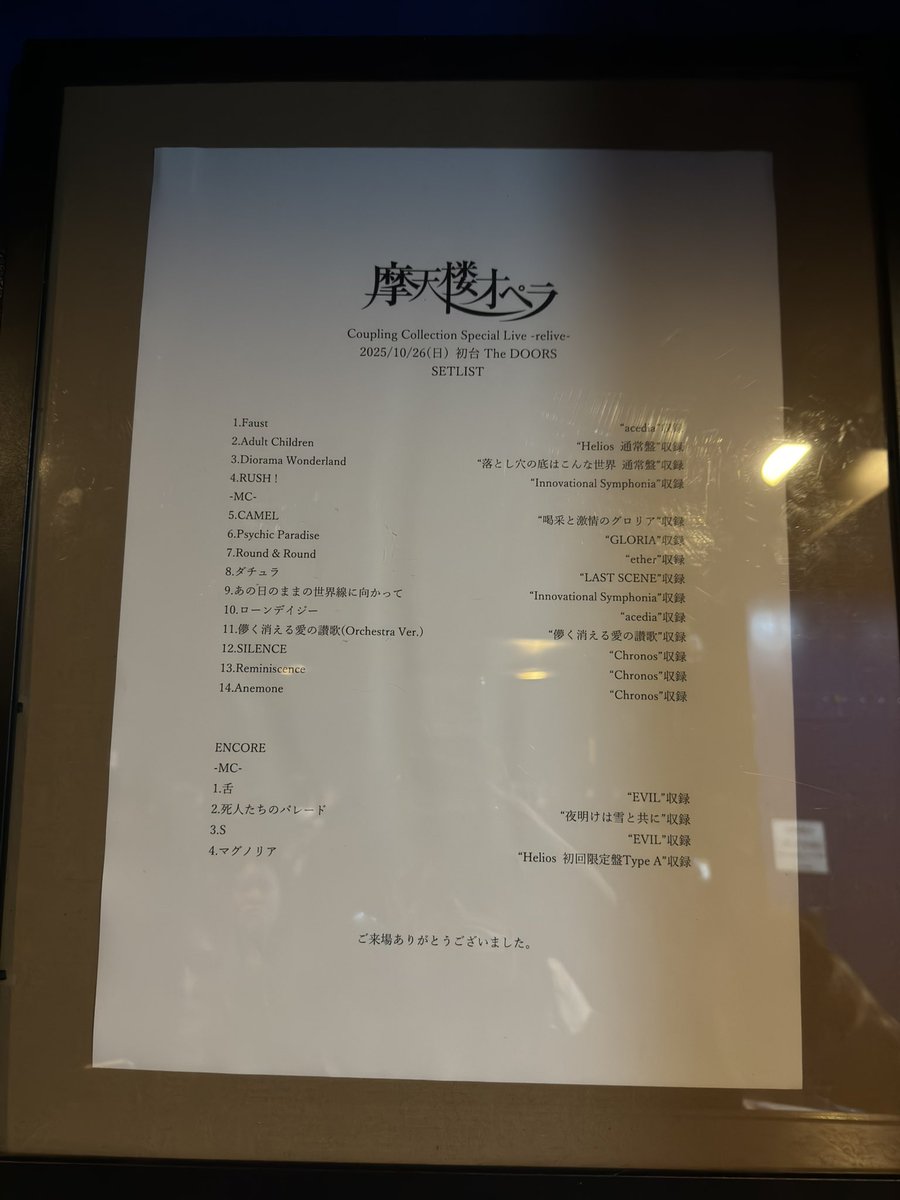 摩天楼オペラ
Coupling Collection Special Live -relive-
2025/10/26(日) 初台 The DOORS
SETLIST
1.Faust “acedia”収録
2.Adult Children “Helios 通常盤”収録
3.Diorama Wonderland “落とし穴の底はこんな世界 通常盤”収録
4.RUSH！ “Innovational Symphonia”収録
-MC-
5.CAMEL “喝采と激情のグロリア”収録
6.Psychic Paradise “GLORIA”収録
7.Round & Round “ether”収録
8.ダチュラ “LAST SCENE”収録
9.あの日のままの世界線に向かって “Innovational Symphonia”収録
10.ローンデイジー “acedia”収録
11.儚く消える愛の讃歌(Orchestra Ver.) “儚く消える愛の讃歌”収録
12.SILENCE “Chronos”収録
13.Reminiscence “Chronos”収録
14.Anemone “Chronos”収録
ENCORE
-MC-
1.舌 “EVIL”収録
2.死人たちのパレード “夜明けは雪と共に”収録
3.S “EVIL”収録
4.マグノリア “Helios 初回限定盤Type A”収録
ご来場ありがとうございました。